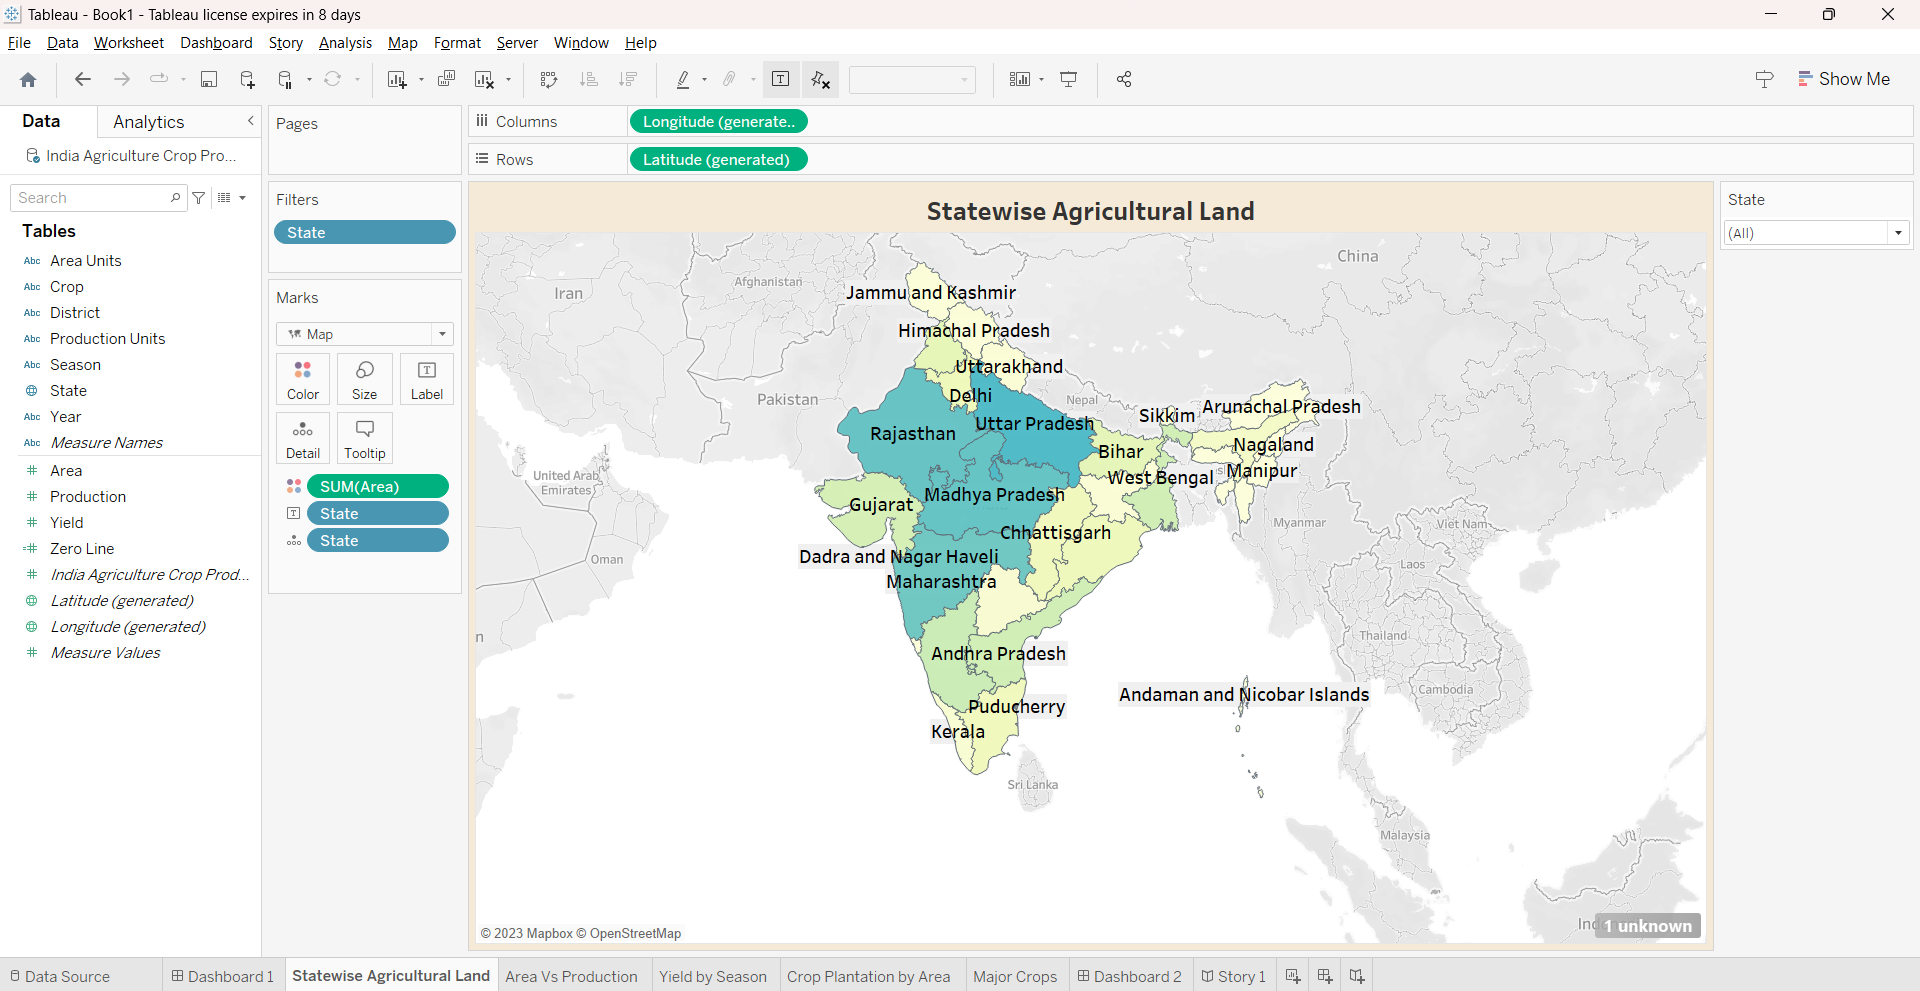 Tableau - Book1 - Tableau license expires in 8 days
File Data Worksheet Dashboard Story Analysis Map Format Server Window Help
Show Me
Data
Analytics
India Agriculture Crop Pro...
Search
Tables
Abc Area Units
Abc Crop
Abc District
Abc Production Units
Abc Season
State
Abc Year
Abc Measure Names
# Area
# Production
# Yield
=# Zero Line
# India Agriculture Crop Prod...
Latitude (generated)
Longitude (generated)
# Measure Values
Pages
Filters
State
Marks
Map
Color Size Label
Detail Tooltip
SUM(Area)
State
State
Columns
Longitude (generate..
Rows
Latitude (generated)
Statewise Agricultural Land
China
Afghanistan
Iran
Jammu and Kashmir
Himachal Pradesh
Uttarakhand
Delhi
Pakistan
Nepal
Sikkim
Arunachal Pradesh
Uttar Pradesh
Rajasthan
Nagaland
Bihar
Manipur
West Bengal
United Arab
Emirates
Madhya Pradesh
Gujarat
Myanmar
Viet Nam
Chhattisgarh
Dadra and Nagar Haveli
Oman
Laos
Maharashtra
Thailand
Andhra Pradesh
Cambodia
Andaman and Nicobar Islands
Puducherry
Kerala
Sri Lanka
Malaysia
1 unknown
© 2023 Mapbox © OpenStreetMap
State
(All)
Data Source
Dashboard 1
Statewise Agricultural Land
Area Vs Production
Yield by Season
Crop Plantation by Area
Major Crops
Dashboard 2
Story 1